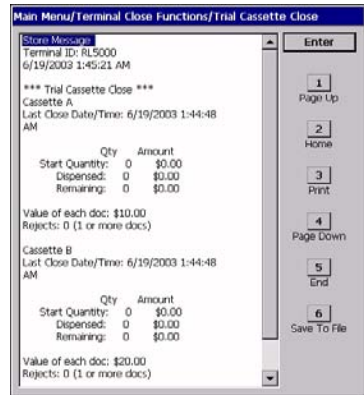 Main Menu/Terminal Close Functions/Trial Cassette Close
Store Message
Terminal ID: RL5000
6/19/2003 1:45:21 AM
*** Trial Cassette Close ***
Cassette A
Last Close Date/Time: 6/19/2003 1:44:48
AM
Qty Amount
Start Quantity: 0 $0.00
Dispensed: 0 $0.00
Remaining: 0 $0.00
Value of each doc: $10.00
Rejects: 0 (1 or more docs)
Cassette B
Last Close Date/Time: 6/19/2003 1:44:48
AM
Qty Amount
Start Quantity: 0 $0.00
Dispensed: 0 $0.00
Remaining: 0 $0.00
Value of each doc: $20.00
Rejects: 0 (1 or more docs)
Enter
1
Page Up
2
Home
3
Print
4
Page Down
5
End
6
Save To File